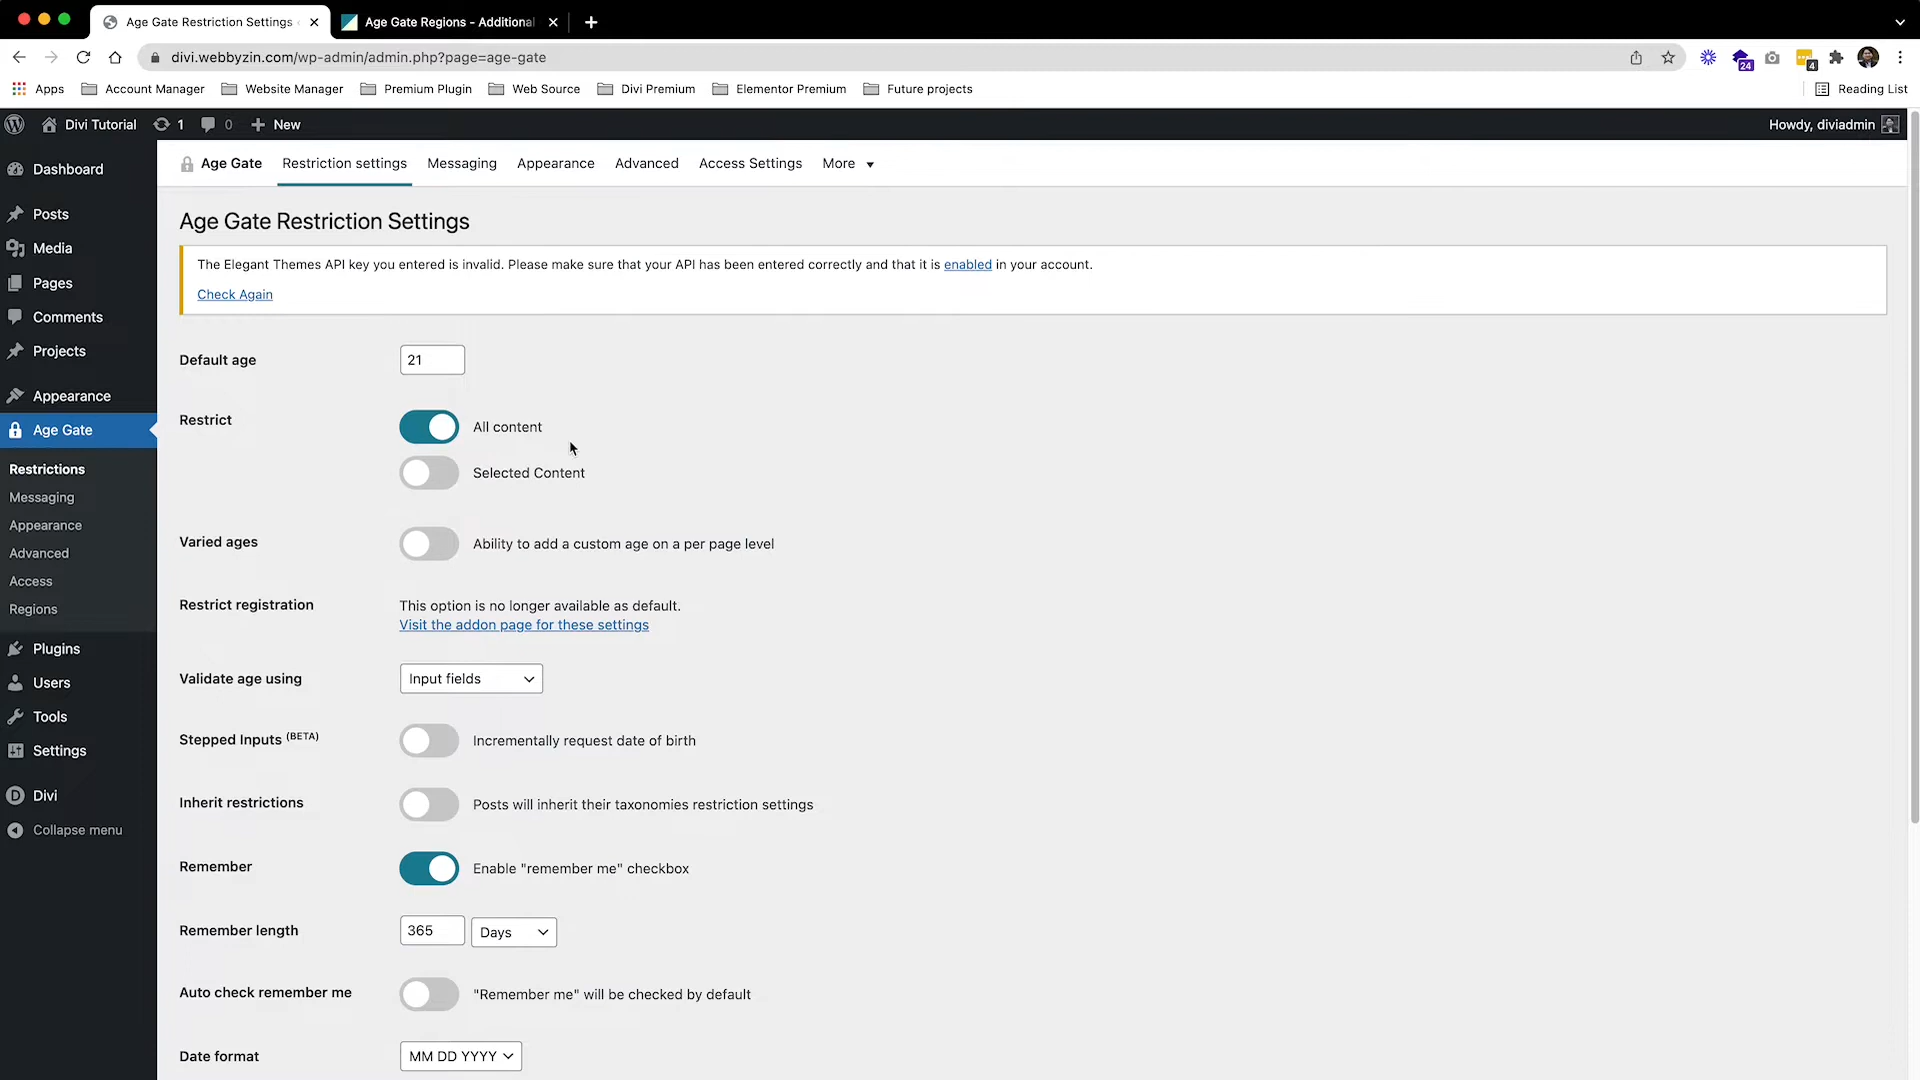 Age Gate Restriction Settings
Age Gate Regions - Additional
divi.webbyzin.com/wp-admin/admin.php?page=age-gate
24
4
Apps
Account Manager
Website Manager
Premium Plugin
Web Source
Divi Premium
Elementor Premium
Future projects
Reading List
Divi Tutorial
1
0
New
Howdy, diviadmin
Dashboard
Posts
Media
Pages
Comments
Projects
Appearance
Age Gate
Restrictions
Messaging
Appearance
Advanced
Access
Regions
Plugins
Users
Tools
Settings
Divi
Collapse menu
Age Gate
Restriction settings
Messaging
Appearance
Advanced
Access Settings
More
Age Gate Restriction Settings
The Elegant Themes API key you entered is invalid. Please make sure that your API has been entered correctly and that it is enabled in your account.
Check Again
Default age
21
Restrict
All content
Selected Content
Varied ages
Ability to add a custom age on a per page level
Restrict registration
This option is no longer available as default.
Visit the addon page for these settings
Validate age using
Input fields
Stepped Inputs (BETA)
Incrementally request date of birth
Inherit restrictions
Posts will inherit their taxonomies restriction settings
Remember
Enable "remember me" checkbox
Remember length
365
Days
Auto check remember me
"Remember me" will be checked by default
Date format
MM DD YYYY